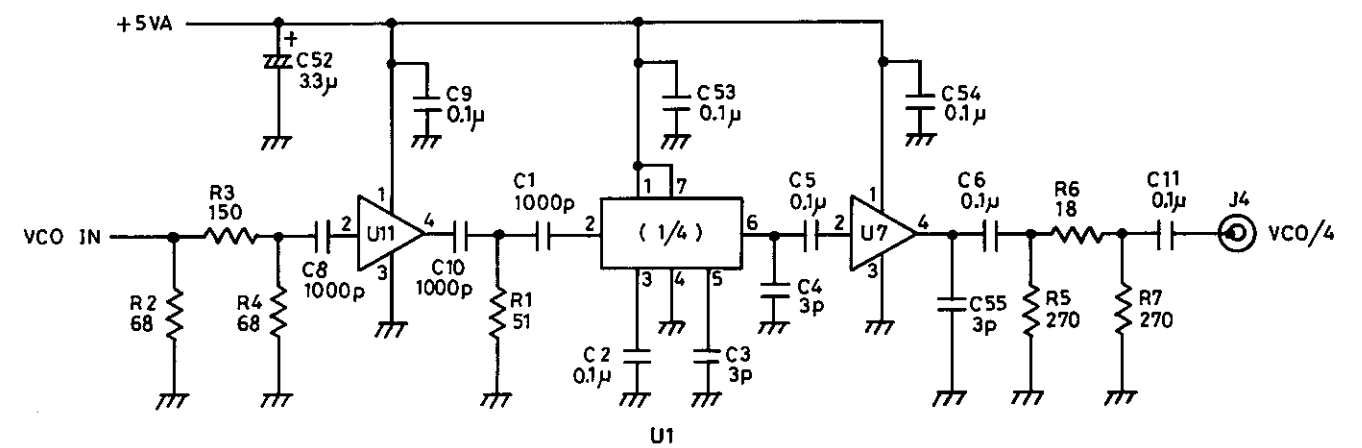 +5VA
+
C52
3.3μ
C9
0.1μ
C53
0.1μ
C54
0.1μ
VCO IN
R2
68
R3
150
R4
68
C8
1000p
2
1
U11
4
3
C10
1000p
R1
51
C1
1000p
2
1
7
(1/4)
6
3
4
5
C2
0.1μ
C3
3p
C4
3p
C5
0.1μ
2
1
U7
4
3
C55
3p
C6
0.1μ
R5
270
R6
18
R7
270
C11
0.1μ
J4
VCO/4
U1